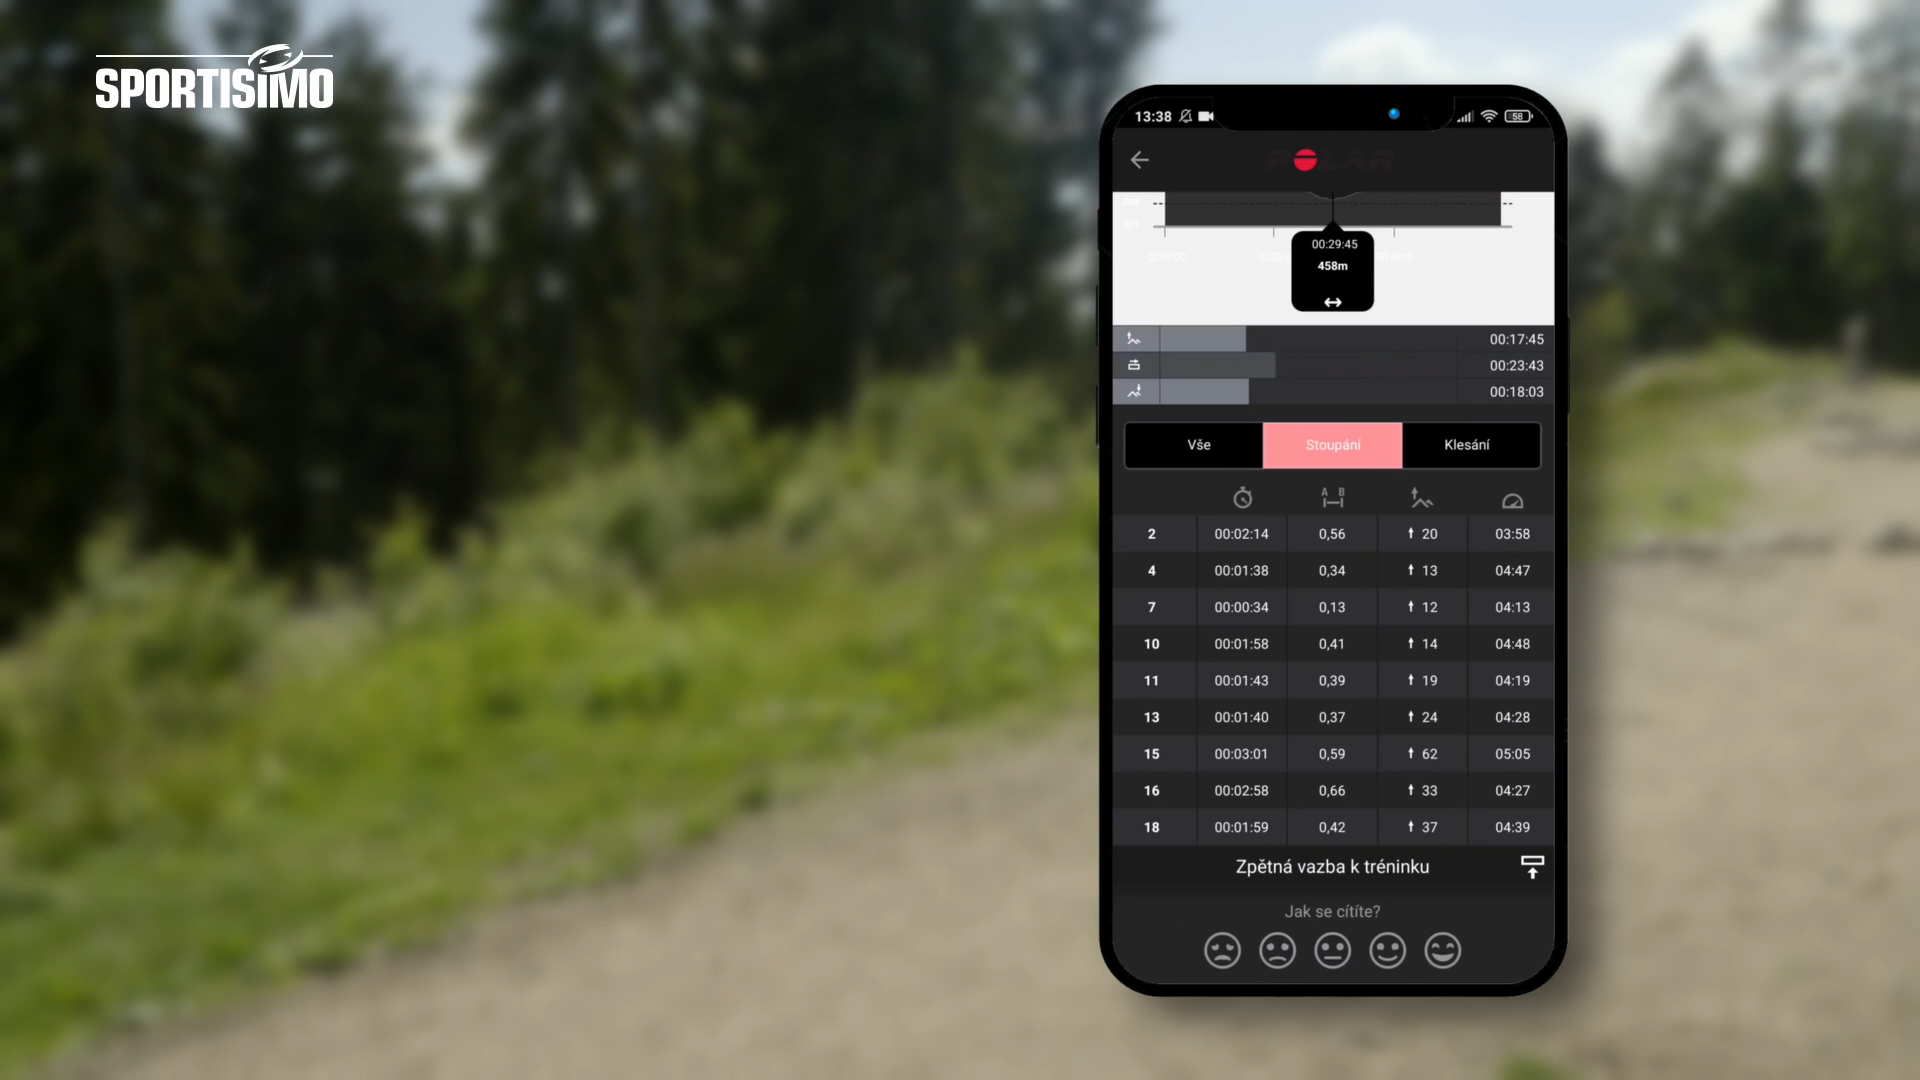 SPORTISIMO
13:38
58
POLAR
00:29:45
458m
00:17:45
00:23:43
00:18:03
Vše Stoupání Klesání
A B
2 00:02:14 0,56 20 03:58
4 00:01:38 0,34 13 04:47
7 00:00:34 0,13 12 04:13
10 00:01:58 0,41 14 04:48
11 00:01:43 0,39 19 04:19
13 00:01:40 0,37 24 04:28
15 00:03:01 0,59 62 05:05
16 00:02:58 0,66 33 04:27
18 00:01:59 0,42 37 04:39
Zpětná vazba k tréninku
Jak se cítíte?